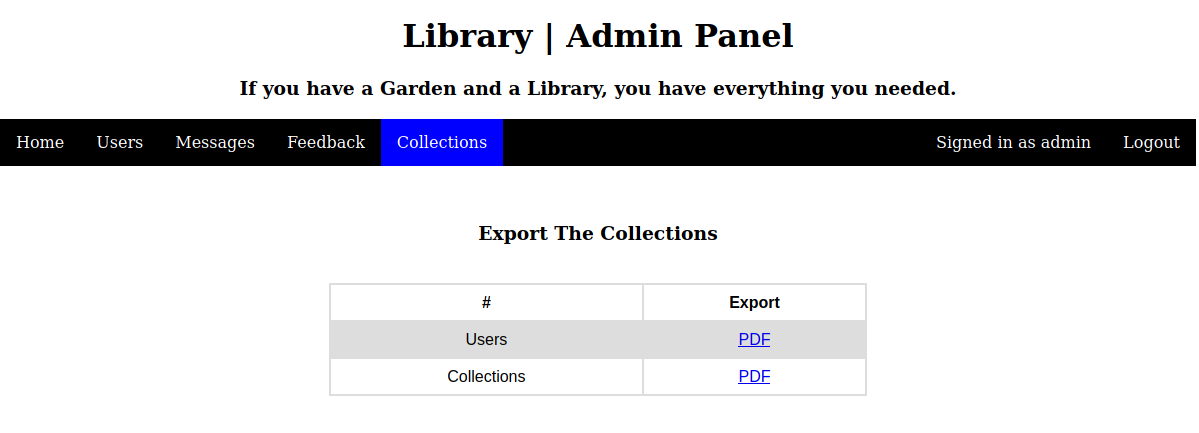 Library | Admin Panel
If you have a Garden and a Library, you have everything you needed.
Home Users Messages Feedback Collections Signed in as admin Logout
Export The Collections
# Export
Users PDF
Collections PDF